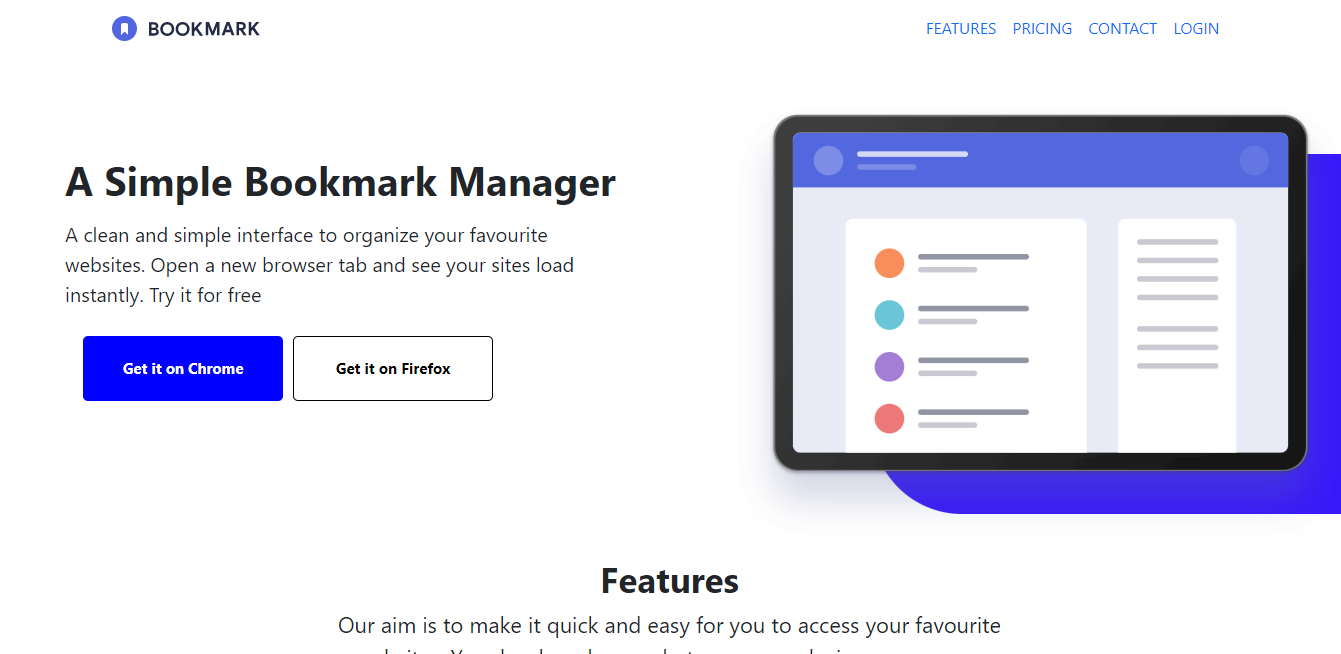 BOOKMARK
FEATURES PRICING CONTACT LOGIN
A Simple Bookmark Manager
A clean and simple interface to organize your favourite
websites. Open a new browser tab and see your sites load
instantly. Try it for free
Get it on Chrome
Get it on Firefox
Features
Our aim is to make it quick and easy for you to access your favourite